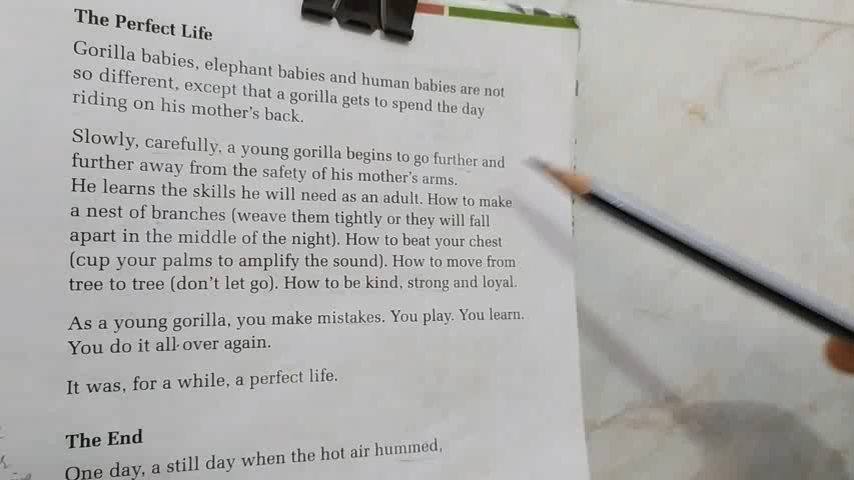 The Perfect Life
Gorilla babies, elephant babies and human babies are not
so different, except that a gorilla gets to spend the day
riding on his mother's back.
Slowly, carefully, a young gorilla begins to go further and
further away from the safety of his mother's arms.
He learns the skills he will need as an adult. How to make
a nest of branches (weave them tightly or they will fall
apart in the middle of the night). How to beat your chest
(cup your palms to amplify the sound). How to move from
tree to tree (don't let go). How to be kind, strong and loyal.
As a young gorilla, you make mistakes. You play. You learn.
You do it all over again.
It was, for a while, a perfect life.
The End
One day, a still day when the hot air hummed,